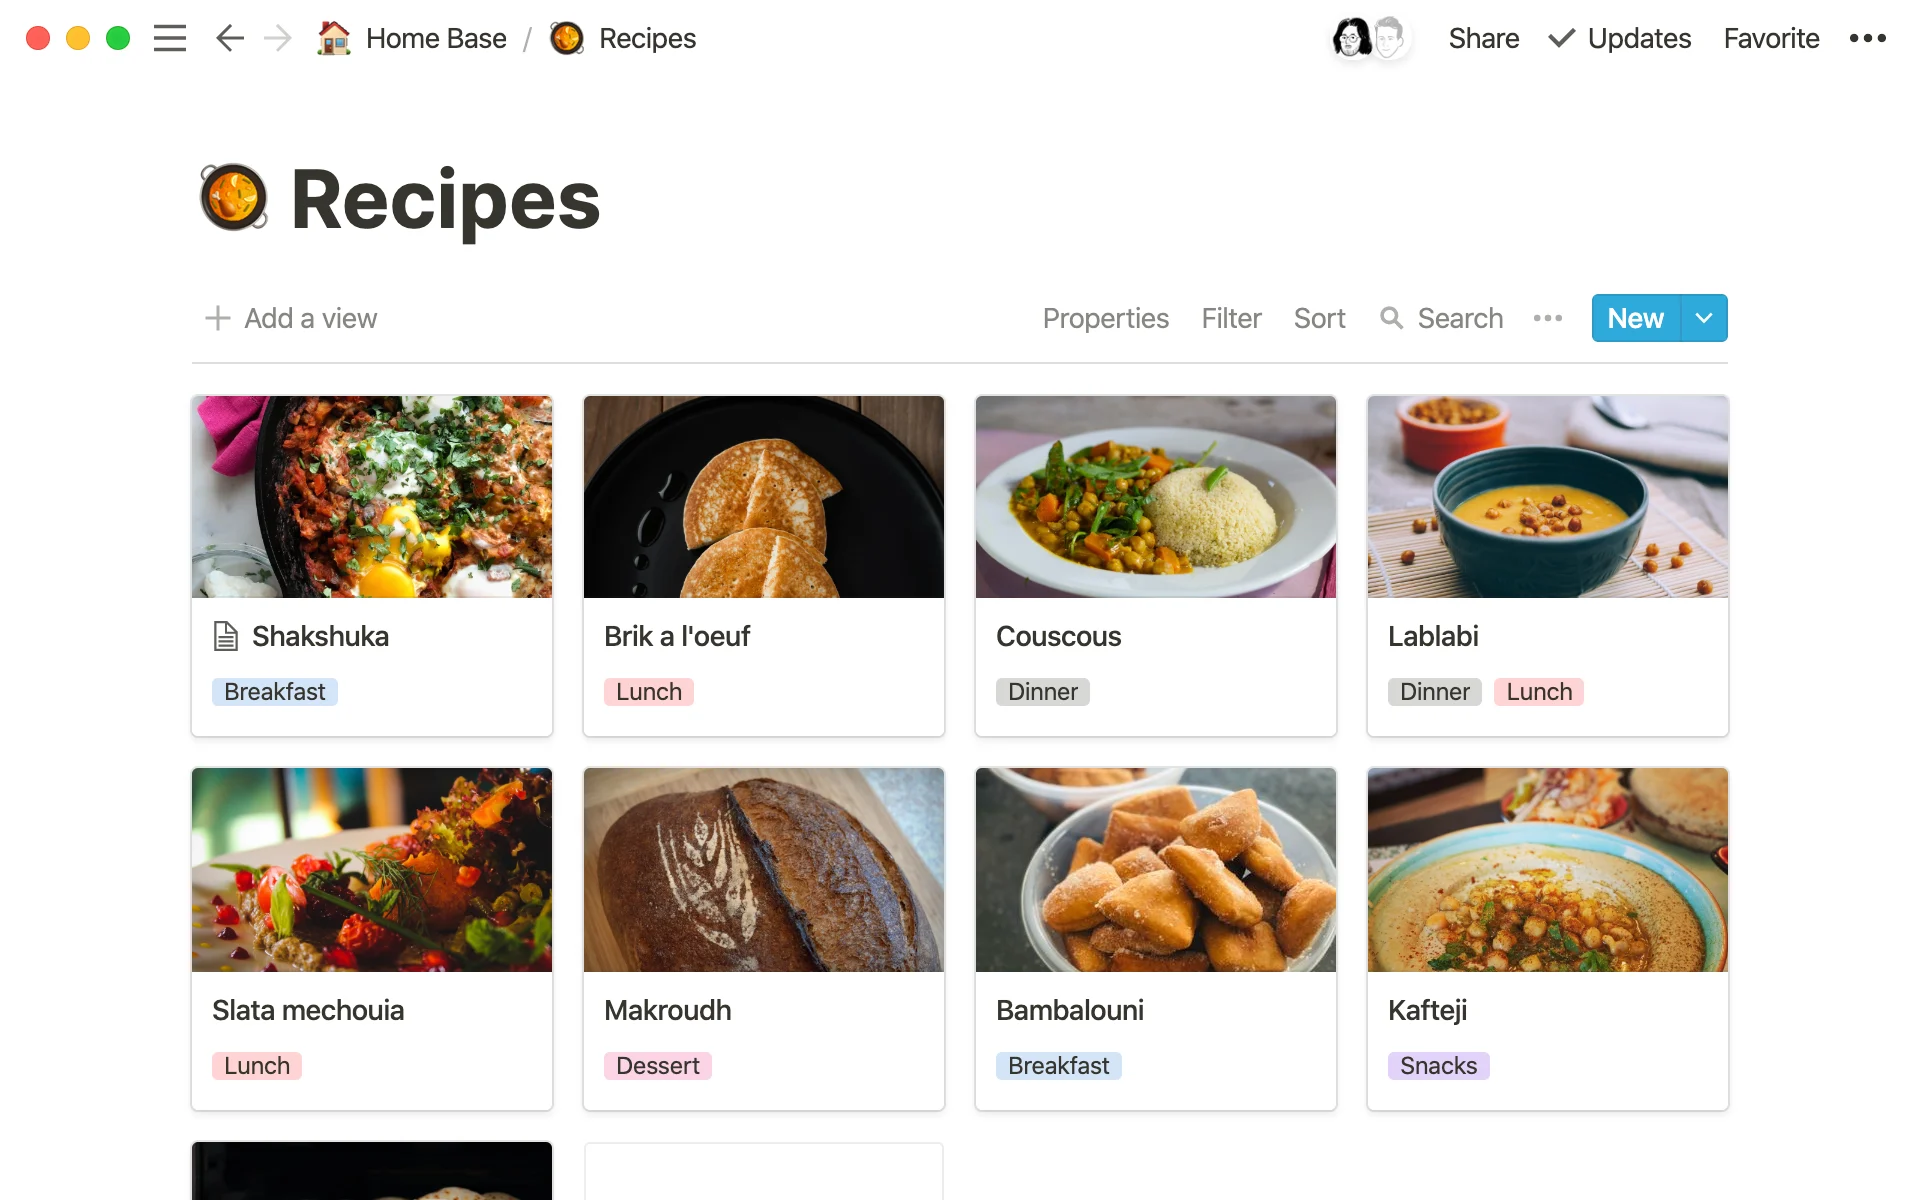 Home Base / Recipes
Share Updates Favorite
Recipes
Add a view
Properties Filter Sort Search New
Shakshuka
Breakfast
Brik a l'oeuf
Lunch
Couscous
Dinner
Lablabi
Dinner Lunch
Slata mechouia
Lunch
Makroudh
Dessert
Bambalouni
Breakfast
Kafteji
Snacks